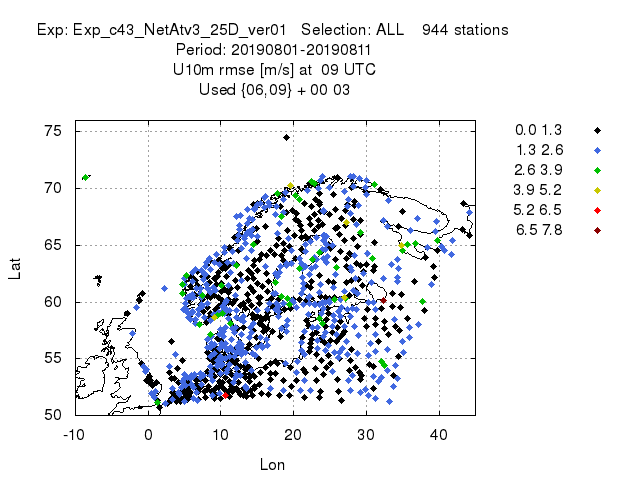 Exp: Exp_c43_NetAtv3_25D_ver01 Selection: ALL 944 stations
Period: 20190801-20190811
U10m rmse [m/s] at 09 UTC
Used {06,09} + 00 03
75
70
65
60
55
50
-10 0 10 20 30 40
Lat
Lon
0.0 1.3
1.3 2.6
2.6 3.9
3.9 5.2
5.2 6.5
6.5 7.8